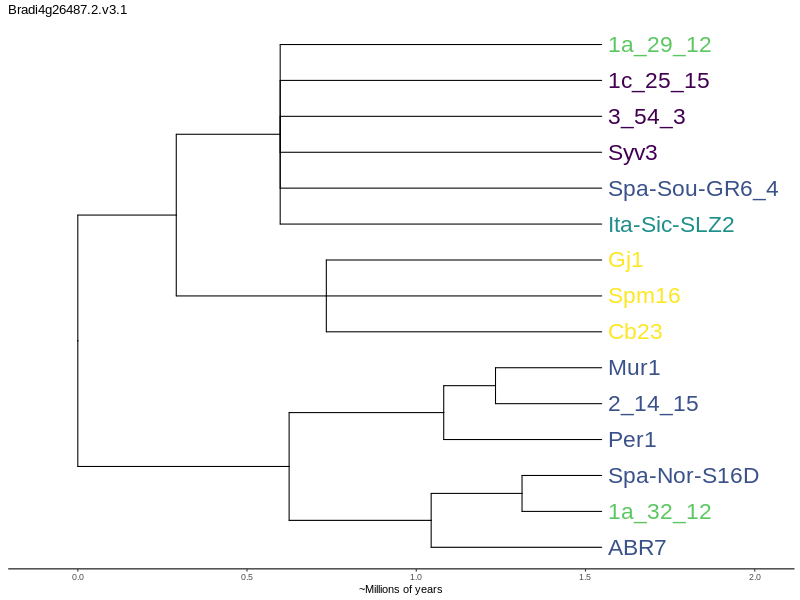 Bradi4g26487.2.v3.1
1a_29_12
1c_25_15
3_54_3
Syv3
Spa-Sou-GR6_4
Ita-Sic-SLZ2
Gj1
Spm16
Cb23
Mur1
2_14_15
Per1
Spa-Nor-S16D
1a_32_12
ABR7
0.0 0.5 1.0 1.5 2.0
~Millions of years